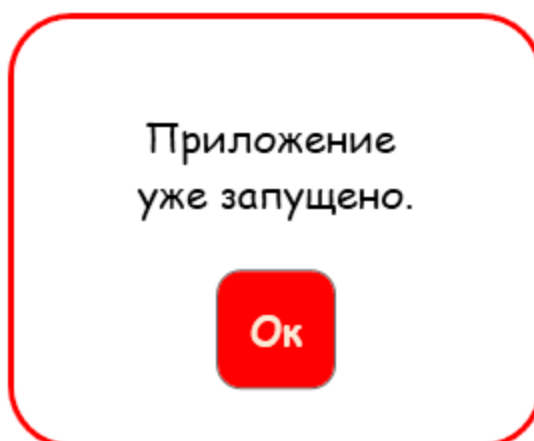 Приложение
уже запущено.
Ок